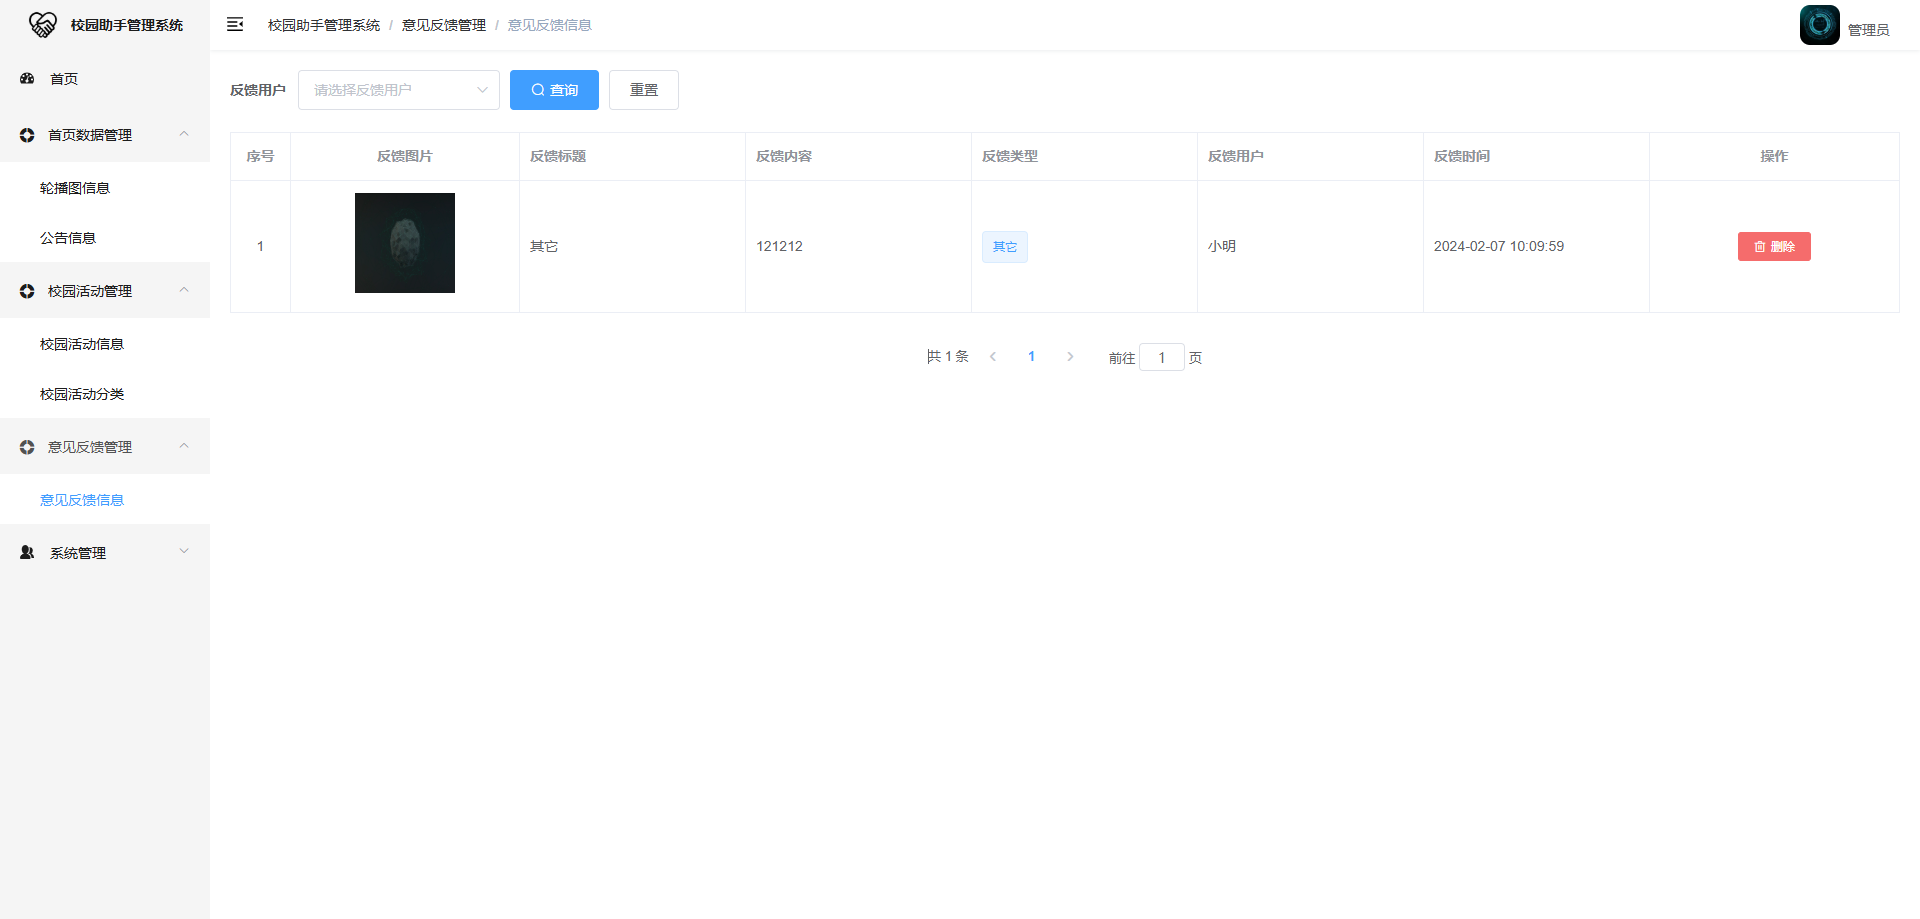 校园助手管理系统
校园助手管理系统 / 意见反馈管理 / 意见反馈信息
管理员
首页
首页数据管理
轮播图信息
公告信息
校园活动管理
校园活动信息
校园活动分类
意见反馈管理
意见反馈信息
系统管理
反馈用户 请选择反馈用户 查询 重置
序号 反馈图片 反馈标题 反馈内容 反馈类型 反馈用户 反馈时间 操作
1 其它 121212 其它 小明 2024-02-07 10:09:59 删除
共 1 条 1 前往 1 页